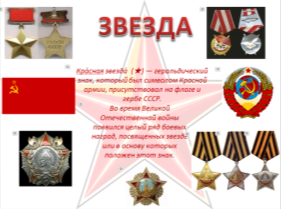 ЗВЕЗДА
Красная звезда (★) — геральдический
знак, который был символом Красной
армии, присутствовал на флаге и
гербе СССР.
Во время Великой
Отечественной войны
появился целый ряд боевых
наград, посвященных звезде
или в основу которых
положен этот знак.